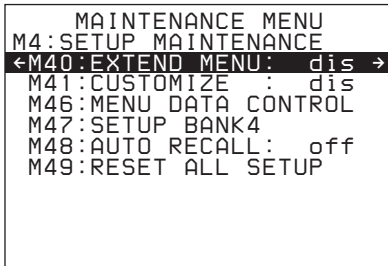 MAINTENANCE MENU
M4:SETUP MAINTENANCE
←M40:EXTEND MENU: dis →
M41:CUSTOMIZE : dis
M46:MENU DATA CONTROL
M47:SETUP BANK4
M48:AUTO RECALL: off
M49:RESET ALL SETUP